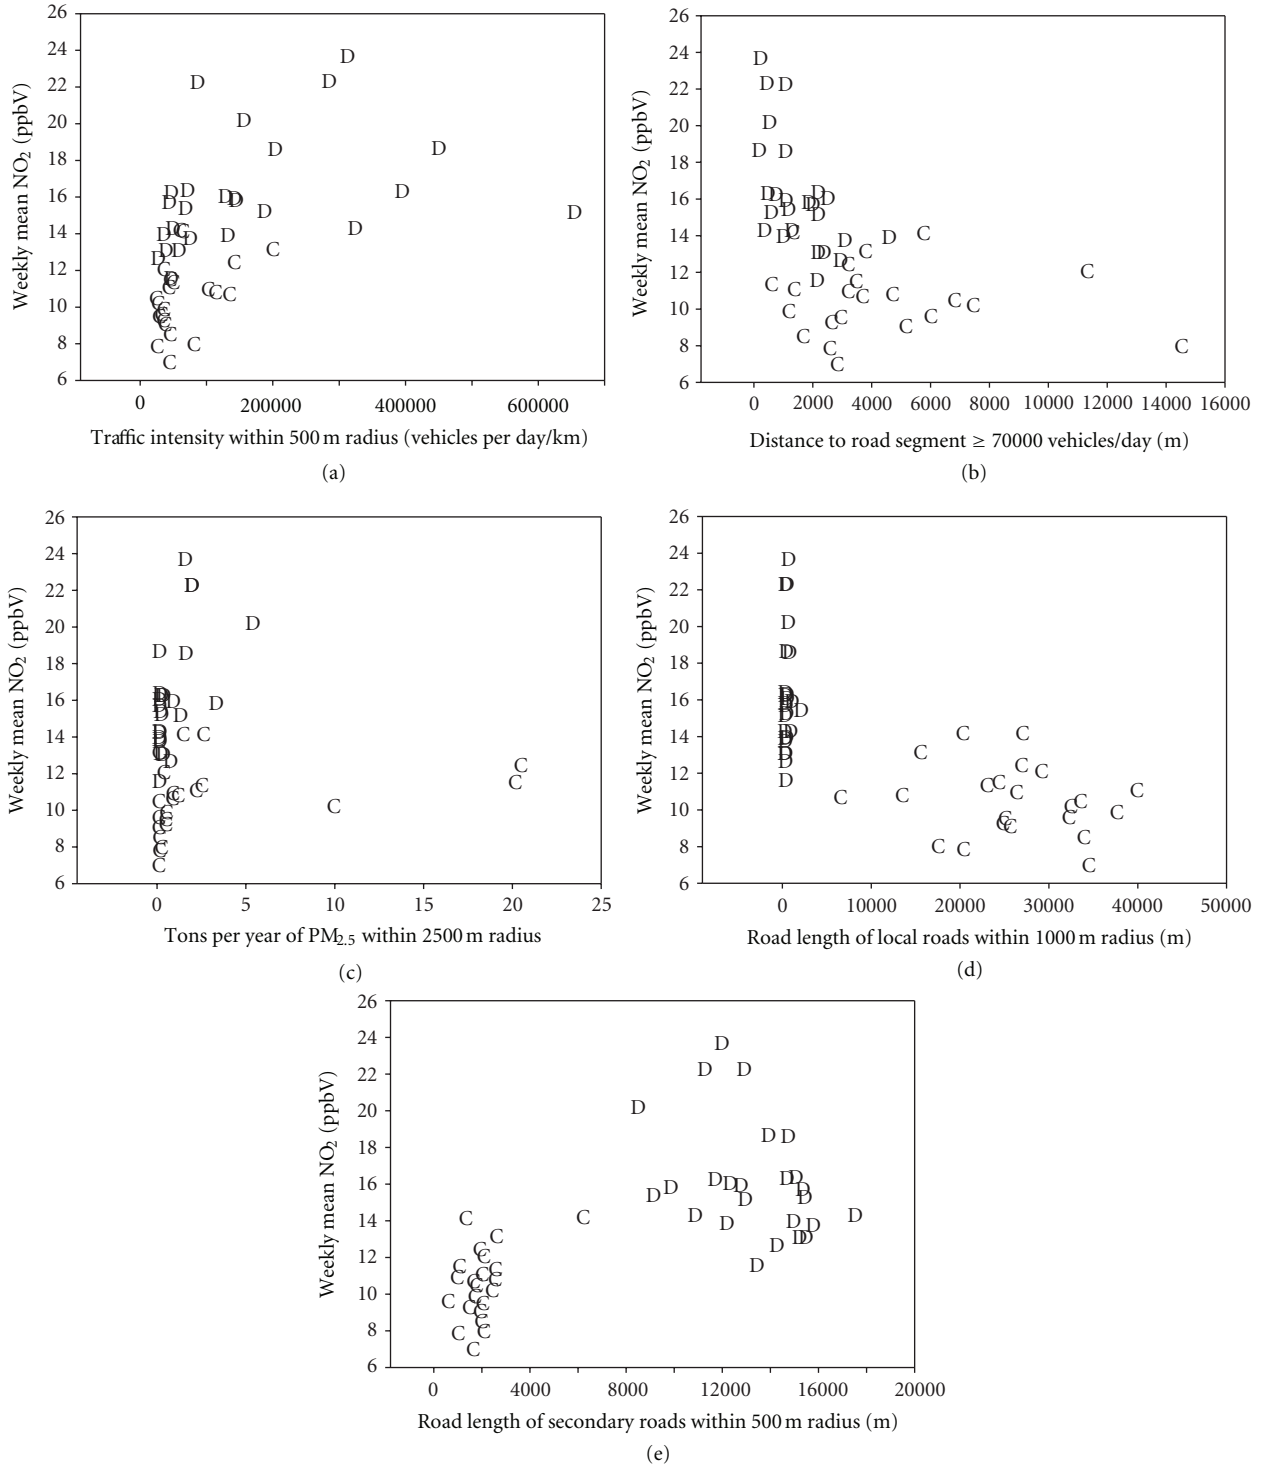 26
24
22
20
18
16
14
12
10
8
6
Weekly mean NO₂ (ppbV)
0 200000 400000 600000
Traffic intensity within 500 m radius (vehicles per day/km)
(a)
26
24
22
20
18
16
14
12
10
8
6
Weekly mean NO₂ (ppbV)
0 2000 4000 6000 8000 10000 12000 14000 16000
Distance to road segment ≥ 70000 vehicles/day (m)
(b)
26
24
22
20
18
16
14
12
10
8
6
Weekly mean NO₂ (ppbV)
0 5 10 15 20 25
Tons per year of PM₂.₅ within 2500 m radius
(c)
26
24
22
20
18
16
14
12
10
8
6
Weekly mean NO₂ (ppbV)
0 10000 20000 30000 40000 50000
Road length of local roads within 1000 m radius (m)
(d)
26
24
22
20
18
16
14
12
10
8
6
Weekly mean NO₂ (ppbV)
0 4000 8000 12000 16000 20000
Road length of secondary roads within 500 m radius (m)
(e)